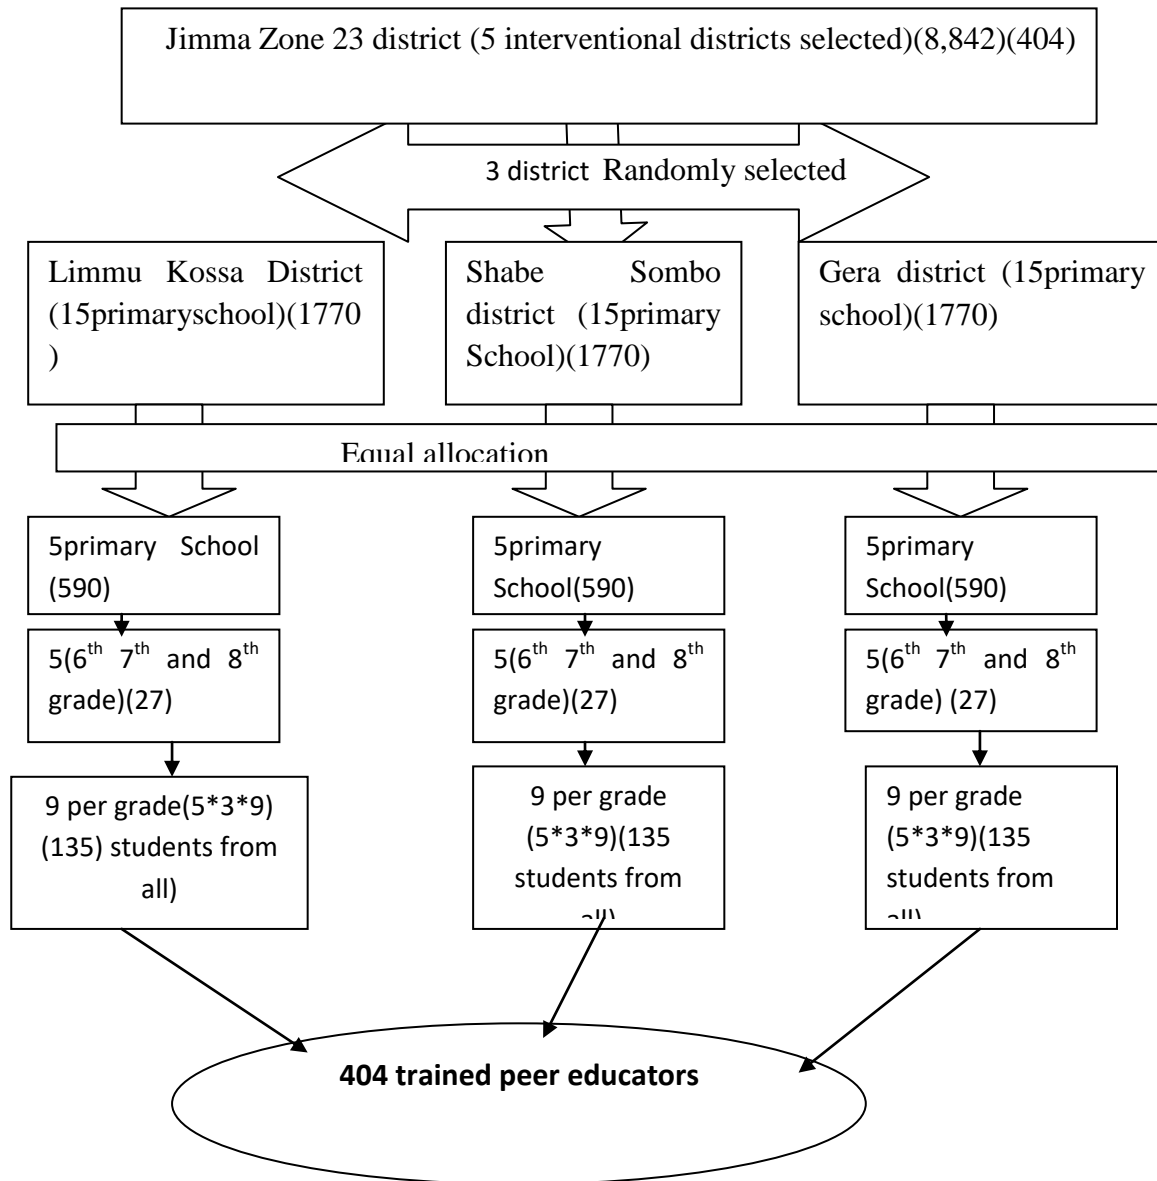 Jimma Zone 23 district (5 interventional districts selected)(8,842)(404)
3 district Randomly selected
Limmu Kossa District
(15primaryschool)(1770
)
Shabe Sombo
district (15primary
School)(1770)
Gera district (15primary
school)(1770)
Equal allocation
5primary School
(590)
5primary
School(590)
5primary
School(590)
5(6th 7th and 8th
grade)(27)
5(6th 7th and 8th
grade)(27)
5(6th 7th and 8th
grade) (27)
9 per grade(5*3*9)
(135) students from
all)
9 per grade
(5*3*9)(135
students from
all)
9 per grade
(5*3*9)(135
students from
all)
404 trained peer educators